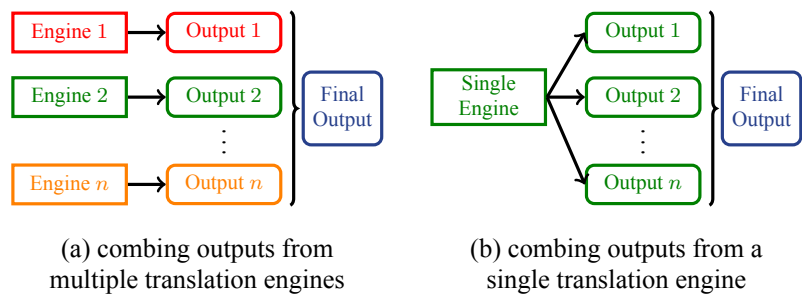 Engine 1
Output 1
Engine 2
Output 2
⋮
Engine n
Output n
Final
Output
(a) combing outputs from
multiple translation engines
Single
Engine
Output 1
Output 2
⋮
Output n
Final
Output
(b) combing outputs from a
single translation engine